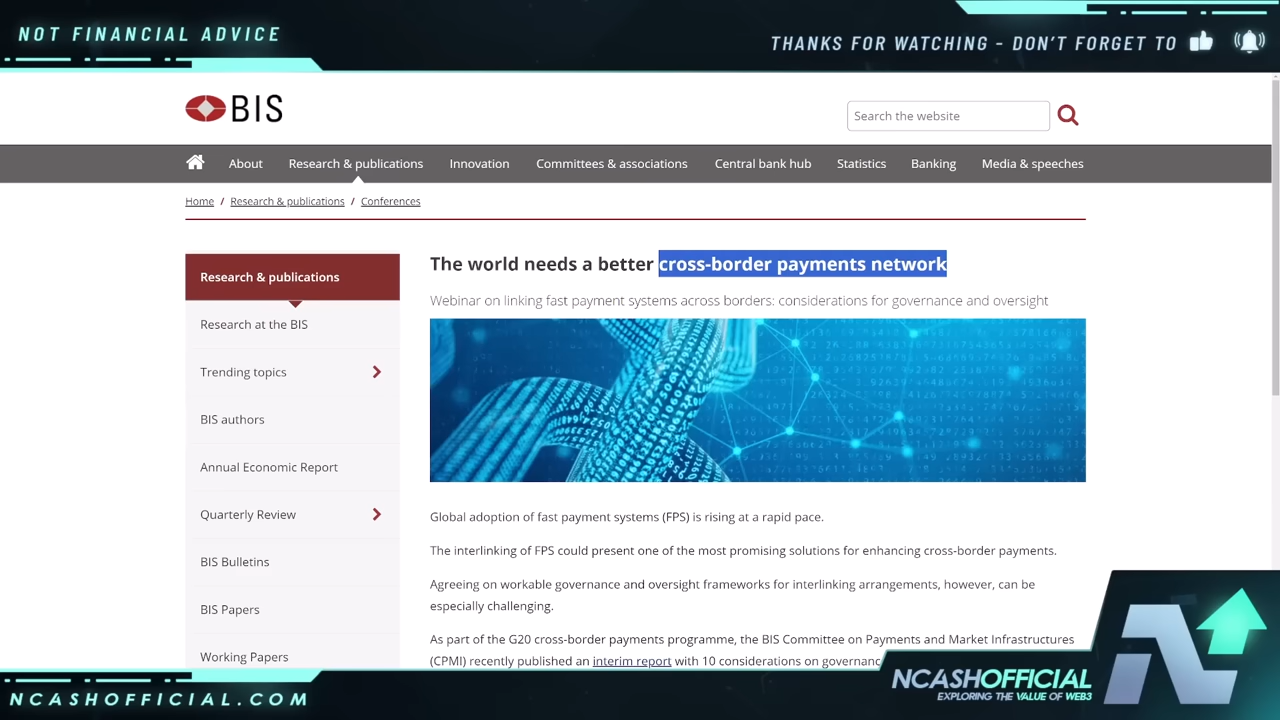 NOT FINANCIAL ADVICE
THANKS FOR WATCHING - DON'T FORGET TO
BIS
Search the website
About Research & publications Innovation Committees & associations Central bank hub Statistics Banking Media & speeches
Home / Research & publications / Conferences
Research & publications
Research at the BIS
Trending topics
BIS authors
Annual Economic Report
Quarterly Review
BIS Bulletins
BIS Papers
Working Papers
The world needs a better cross-border payments network
Webinar on linking fast payment systems across borders: considerations for governance and oversight
Global adoption of fast payment systems (FPS) is rising at a rapid pace.
The interlinking of FPS could present one of the most promising solutions for enhancing cross-border payments.
Agreeing on workable governance and oversight frameworks for interlinking arrangements, however, can be
especially challenging.
As part of the G20 cross-border payments programme, the BIS Committee on Payments and Market Infrastructures
(CPMI) recently published an interim report with 10 considerations on governanc
NCASHOFFICIAL
EXPLORING THE VALUE OF WEB3
NCASHOFFICIAL.COM